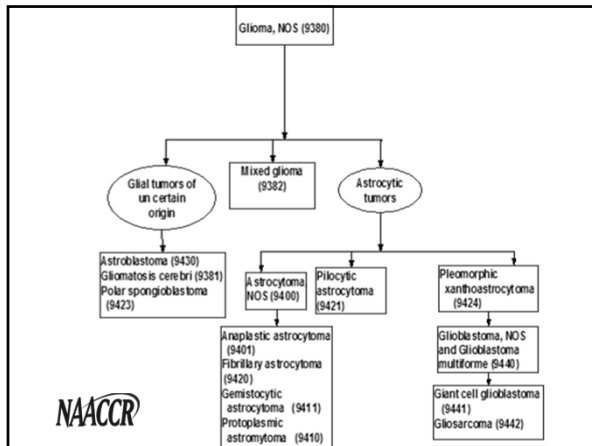 Glioma, NOS (9380)
Glial tumors of
un certain
origin
Mixed glioma
(9382)
Astrocytic
tumors
Astroblastoma (9430)
Gliomatosis cerebri (9381)
Polar spongioblastoma
(9423)
Astrocytoma
NOS (9400)
Pilocytic
astrocytoma
(9421)
Pleomorphic
xanthoastrocytoma
(9424)
Anaplastic astrocytoma
(9401)
Fibrillary astrocytoma
(9420)
Gemistocytic
astrocytoma (9411)
Protoplasmic
astromytoma (9410)
Glioblastoma, NOS
and Glioblastoma
multiforme (9440)
Giant cell glioblastoma
(9441)
Gliosarcoma (9442)
NAACCR